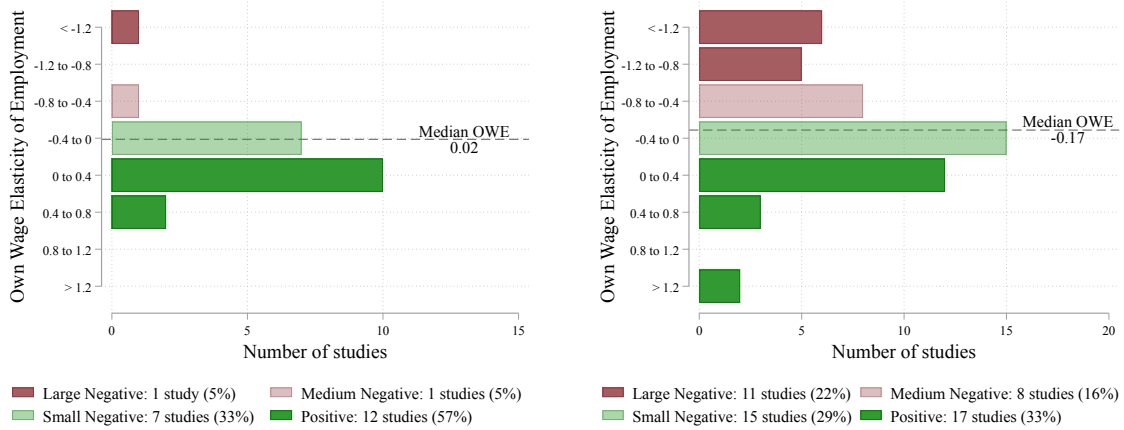 Own Wage Elasticity of Employment
< -1.2
-1.2 to -0.8
-0.8 to -0.4
-0.4 to 0
0 to 0.4
0.4 to 0.8
0.8 to 1.2
> 1.2
Median OWE
0.02
0 5 10 15
Number of studies
Large Negative: 1 study (5%) Medium Negative: 1 studies (5%)
Small Negative: 7 studies (33%) Positive: 12 studies (57%)
Own Wage Elasticity of Employment
< -1.2
-1.2 to -0.8
-0.8 to -0.4
-0.4 to 0
0 to 0.4
0.4 to 0.8
0.8 to 1.2
> 1.2
Median OWE
-0.17
0 5 10 15 20
Number of studies
Large Negative: 11 studies (22%) Medium Negative: 8 studies (16%)
Small Negative: 15 studies (29%) Positive: 17 studies (33%)